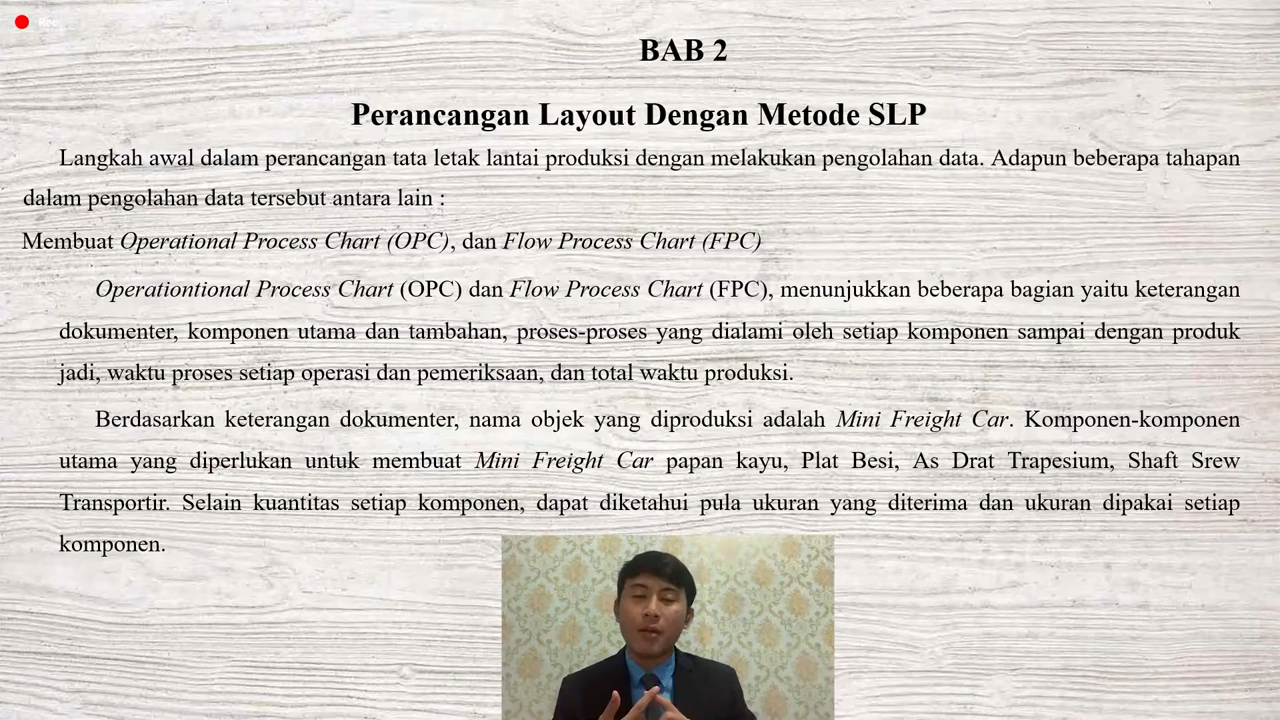 BAB 2
Perancangan Layout Dengan Metode SLP
Langkah awal dalam perancangan tata letak lantai produksi dengan melakukan pengolahan data. Adapun beberapa tahapan
dalam pengolahan data tersebut antara lain :
Membuat Operational Process Chart (OPC), dan Flow Process Chart (FPC)
Operationtional Process Chart (OPC) dan Flow Process Chart (FPC), menunjukkan beberapa bagian yaitu keterangan
dokumenter, komponen utama dan tambahan, proses-proses yang dialami oleh setiap komponen sampai dengan produk
jadi, waktu proses setiap operasi dan pemeriksaan, dan total waktu produksi.
Berdasarkan keterangan dokumenter, nama objek yang diproduksi adalah Mini Freight Car. Komponen-komponen
utama yang diperlukan untuk membuat Mini Freight Car papan kayu, Plat Besi, As Drat Trapesium, Shaft Srew
Transportir. Selain kuantitas setiap komponen, dapat diketahui pula ukuran yang diterima dan ukuran dipakai setiap
komponen.